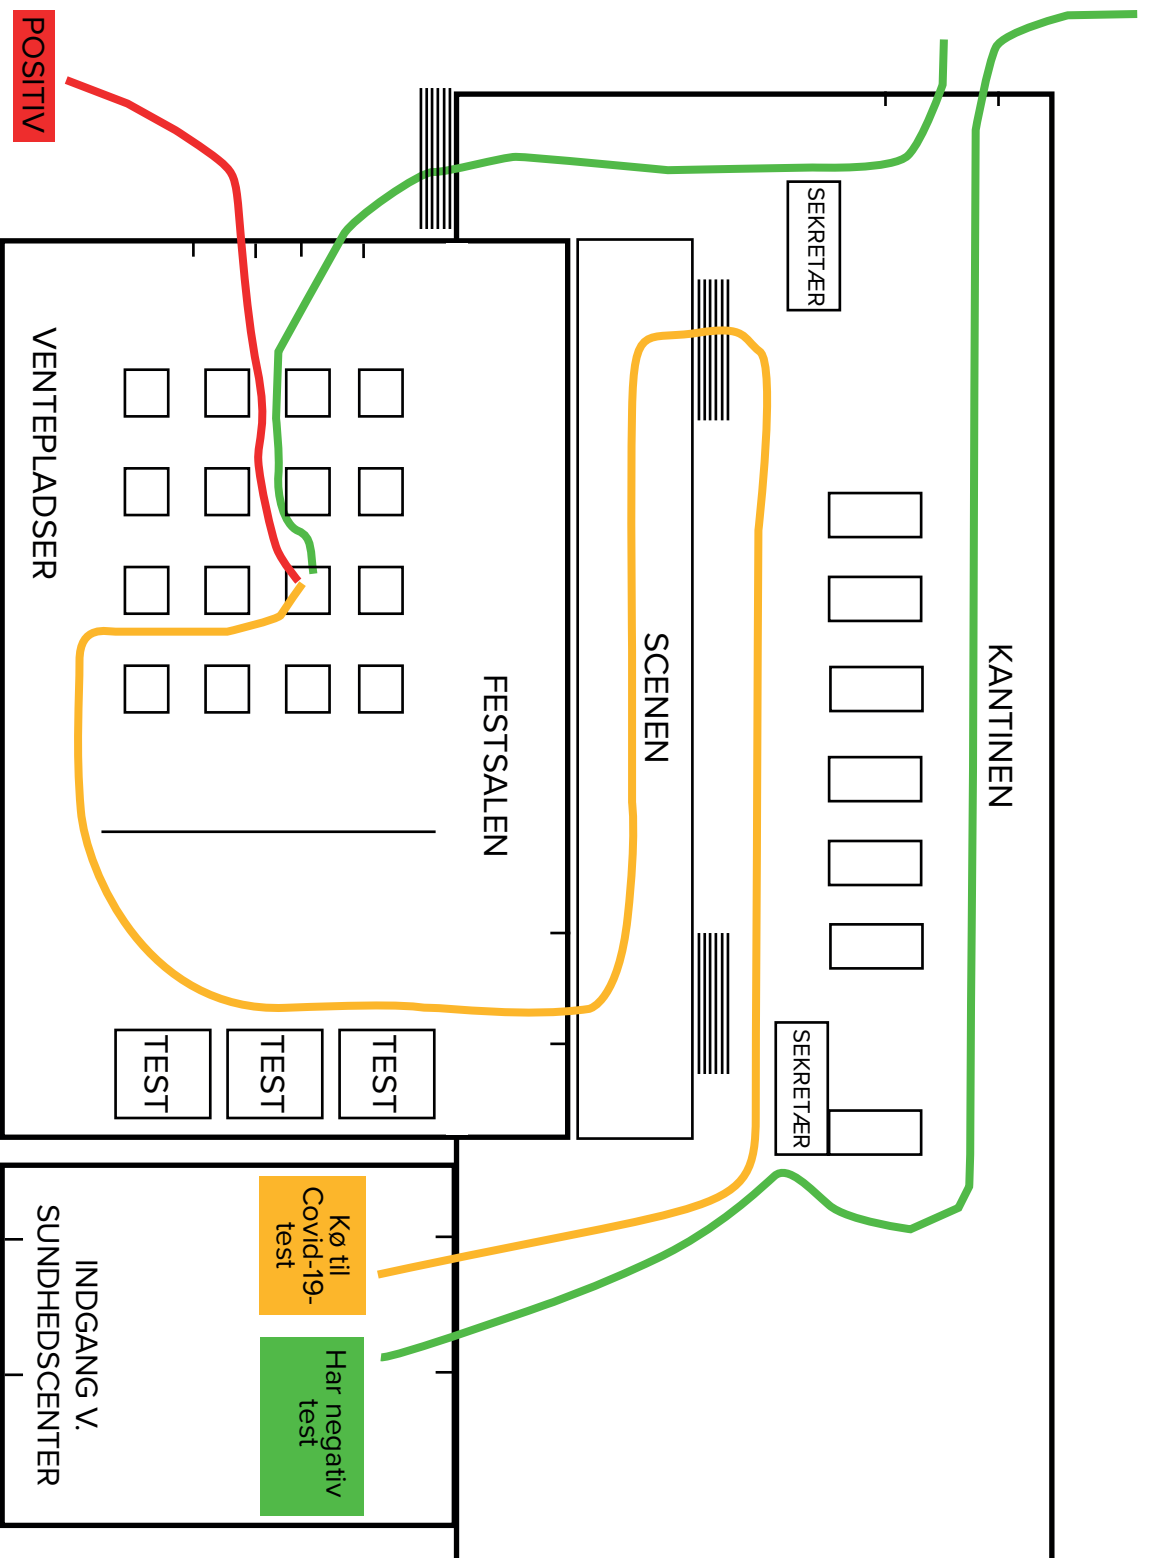 POSITIV
SEKRETÆR
KANTINEN
SCENEN
FESTSALEN
VENTEPLADSER
SEKRETÆR
TEST
TEST
TEST
Kø til
Covid-19-
test
Har negativ
test
INDGANG V.
SUNDHEDSCENTER